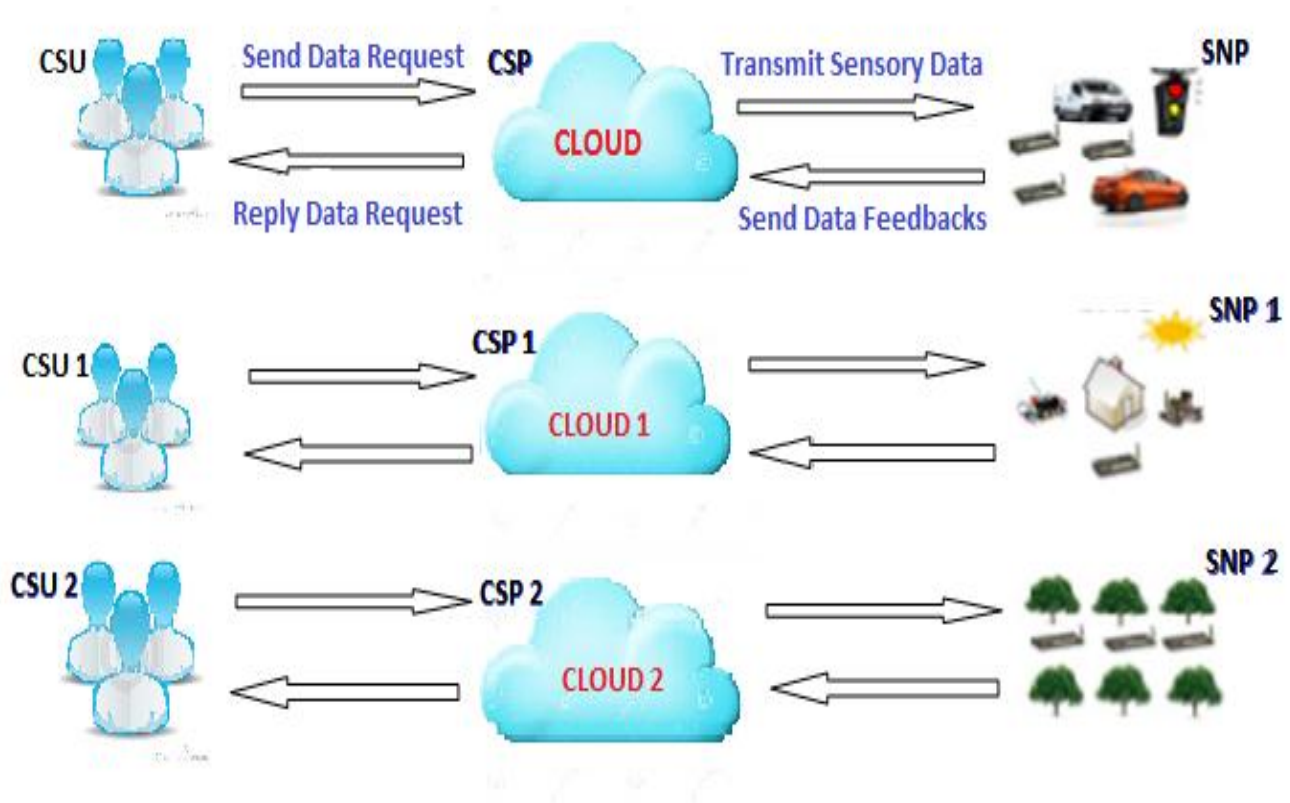 CSU
Send Data Request
CSP
Transmit Sensory Data
SNP
CLOUD
Reply Data Request
Send Data Feedbacks
CSU 1
CSP 1
SNP 1
CLOUD 1
CSU 2
CSP 2
SNP 2
CLOUD 2